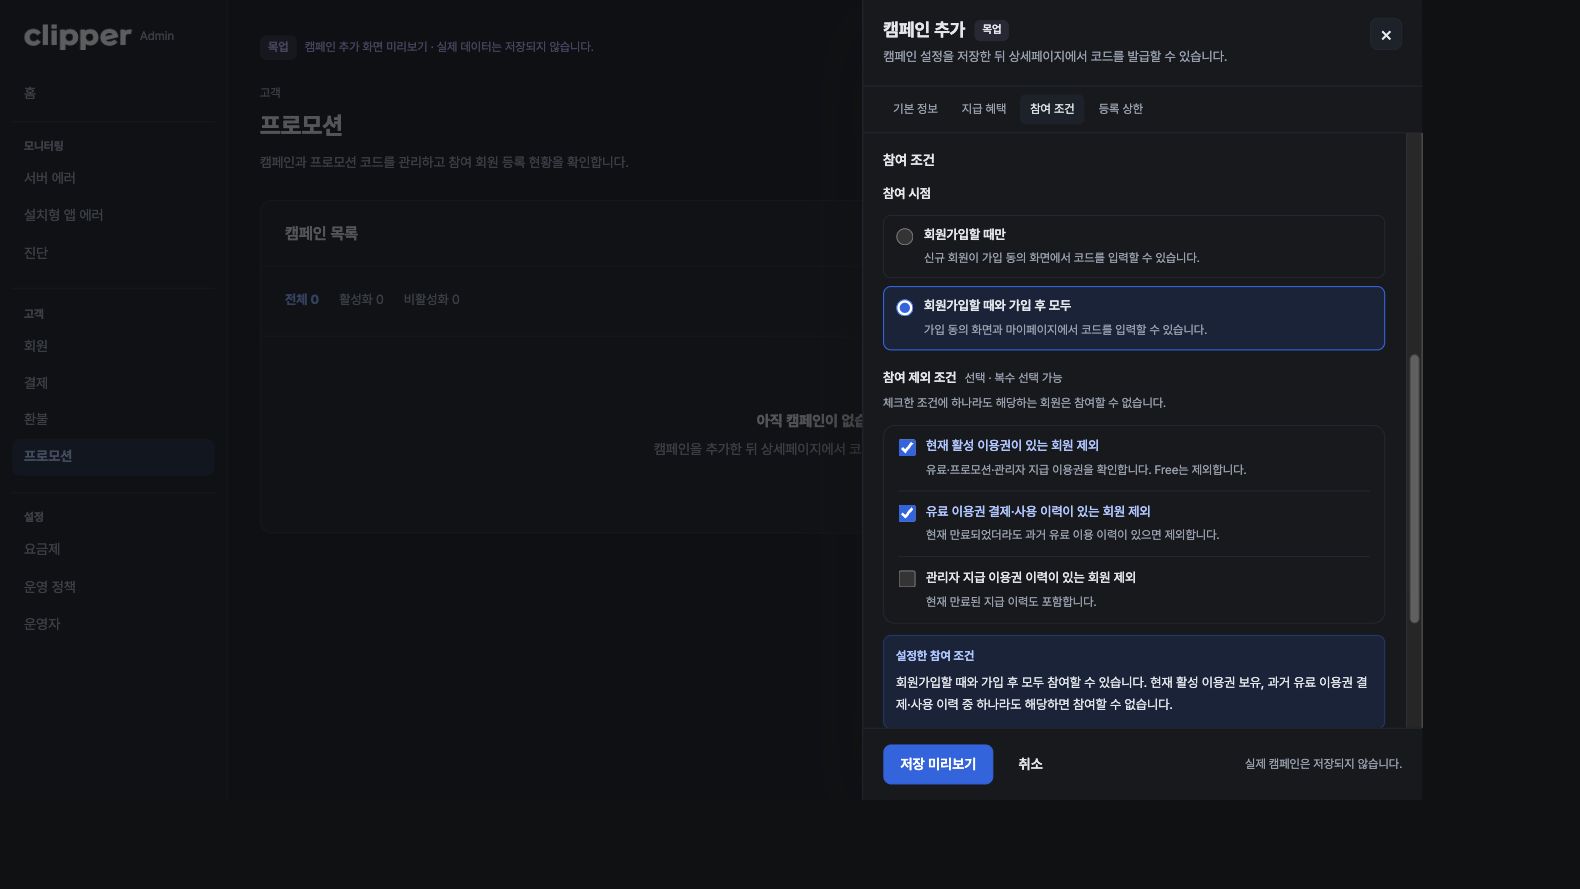 clipper Admin
홈
모니터링
서버 에러
설치형 앱 에러
진단
고객
회원
결제
환불
프로모션
설정
요금제
운영 정책
운영자
목업 캠페인 추가 화면 미리보기 · 실제 데이터는 저장되지 않습니다.
고객
프로모션
캠페인과 프로모션 코드를 관리하고 참여 회원 등록 현황을 확인합니다.
캠페인 목록
전체 0 활성화 0 비활성화 0
아직 캠페인이 없습
캠페인을 추가한 뒤 상세페이지에서 코
캠페인 추가 목업
캠페인 설정을 저장한 뒤 상세페이지에서 코드를 발급할 수 있습니다.
기본 정보 지급 혜택 참여 조건 등록 상한
참여 조건
참여 시점
회원가입할 때만
신규 회원이 가입 동의 화면에서 코드를 입력할 수 있습니다.
회원가입할 때와 가입 후 모두
가입 동의 화면과 마이페이지에서 코드를 입력할 수 있습니다.
참여 제외 조건 선택 · 복수 선택 가능
체크한 조건에 하나라도 해당하는 회원은 참여할 수 없습니다.
현재 활성 이용권이 있는 회원 제외
유료·프로모션·관리자 지급 이용권을 확인합니다. Free는 제외합니다.
유료 이용권 결제·사용 이력이 있는 회원 제외
현재 만료되었더라도 과거 유료 이용 이력이 있으면 제외합니다.
관리자 지급 이용권 이력이 있는 회원 제외
현재 만료된 지급 이력도 포함합니다.
설정한 참여 조건
회원가입할 때와 가입 후 모두 참여할 수 있습니다. 현재 활성 이용권 보유, 과거 유료 이용권 결
제·사용 이력 중 하나라도 해당하면 참여할 수 없습니다.
저장 미리보기 취소 실제 캠페인은 저장되지 않습니다.